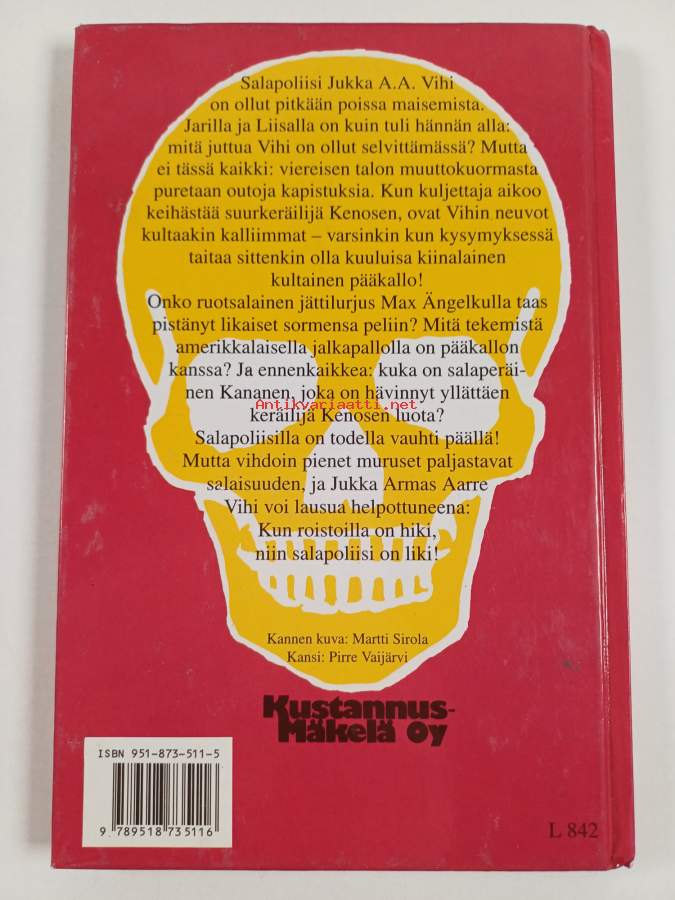 Salapoliisi Jukka A.A. Vihi
on ollut pitkään poissa maisemista.
Jarilla ja Liisalla on kuin tuli hännän alla:
mitä juttua Vihi on ollut selvittämässä? Mutta
ei tässä kaikki: viereisen talon muuttokuormasta
puretaan outoja kapistuksia. Kun kuljettaja aikoo
keihästää suurkeräilijä Kenosen, ovat Vihin neuvot
kultaakin kalliimmat – varsinkin kun kysymyksessä
taitaa sittenkin olla kuuluisa kiinalainen
kultainen pääkallo!
Onko ruotsalainen jättilurjus Max Ängelkulla taas
pistänyt likaiset sormensa peliin? Mitä tekemistä
amerikkalaisella jalkapallolla on pääkallon
kanssa? Ja ennenkaikkea: kuka on salaperäi-
nen Kananen, joka on hävinnyt yllättäen
Antikvariaatti.net
keräilijä Kenosen luota?
Salapoliisilla on todella vauhti päällä!
Mutta vihdoin pienet muruset paljastavat
salaisuuden, ja Jukka Armas Aarre
Vihi voi lausua helpottuneena:
Kun roistoilla on hiki,
niin salapoliisi on liki!
Kannen kuva: Martti Sirola
Kansi: Pirre Vaijärvi
Kustannus-
Mäkelä Oy
ISBN 951-873-511-5
9 789518 735116
L 842